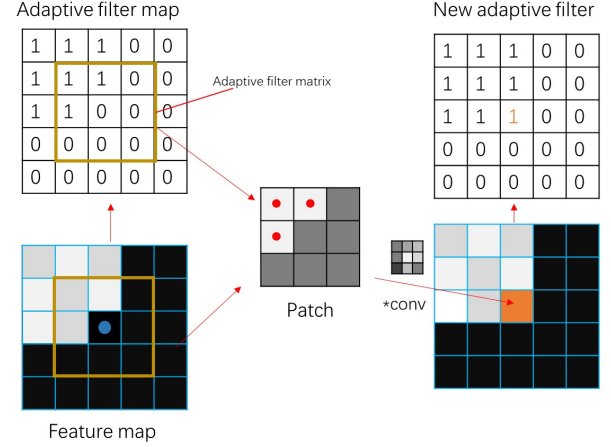 Adaptive filter map
New adaptive filter
1 1 1 0 0
1 1 1 0 0
1 1 0 0 0
0 0 0 0 0
0 0 0 0 0
Adaptive filter matrix
1 1 1 0 0
1 1 1 0 0
1 1 1 0 0
0 0 0 0 0
0 0 0 0 0
Patch
*conv
Feature map